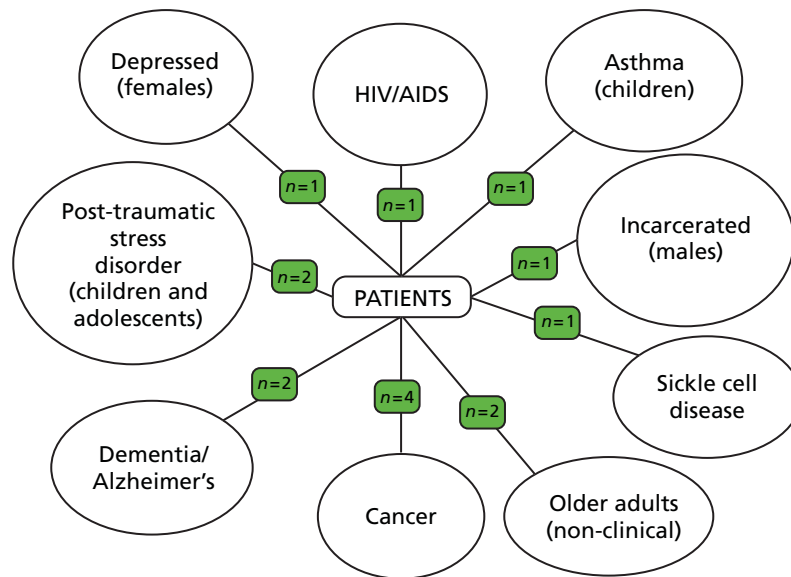 Depressed
(females)
HIV/AIDS
Asthma
(children)
n=1
n=1
n=1
Post-traumatic
stress
disorder
(children and
adolescents)
Incarcerated
(males)
n=1
n=2
PATIENTS
n=1
Sickle cell
disease
n=2
n=4
n=2
Dementia/
Alzheimer's
Cancer
Older adults
(non-clinical)